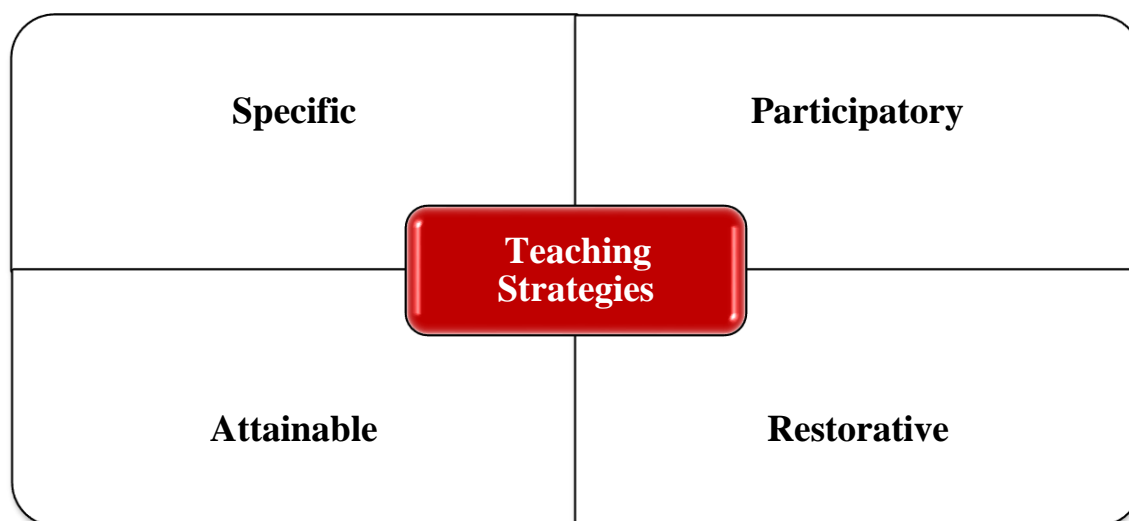 Specific
Participatory
Teaching
Strategies
Attainable
Restorative